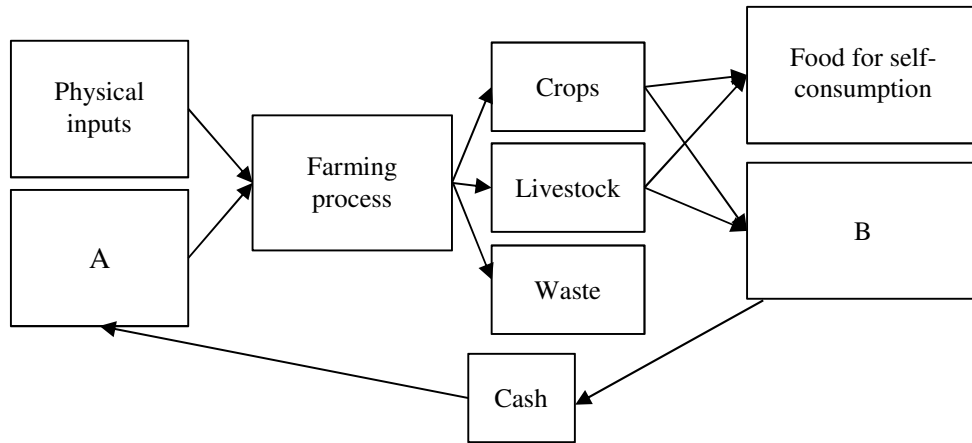 Physical
inputs
A
Farming
process
Crops
Livestock
Waste
Food for self-
consumption
B
Cash